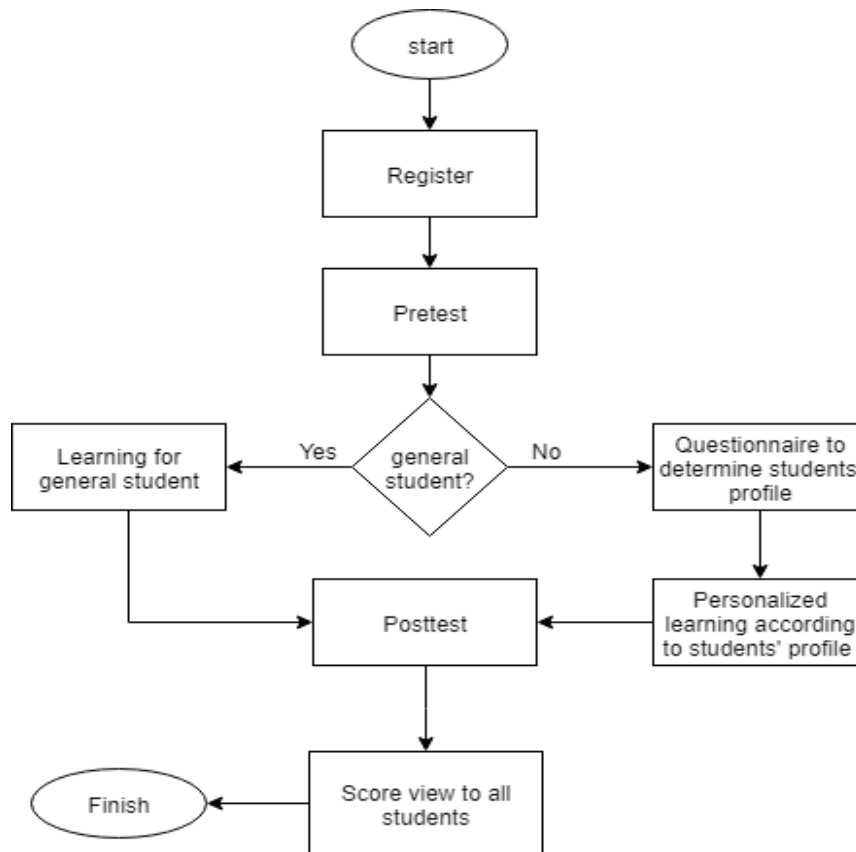 start
Register
Pretest
general
student?
Yes
No
Learning for
general student
Questionnaire to
determine students
profile
Personalized
learning according
to students' profile
Posttest
Score view to all
students
Finish